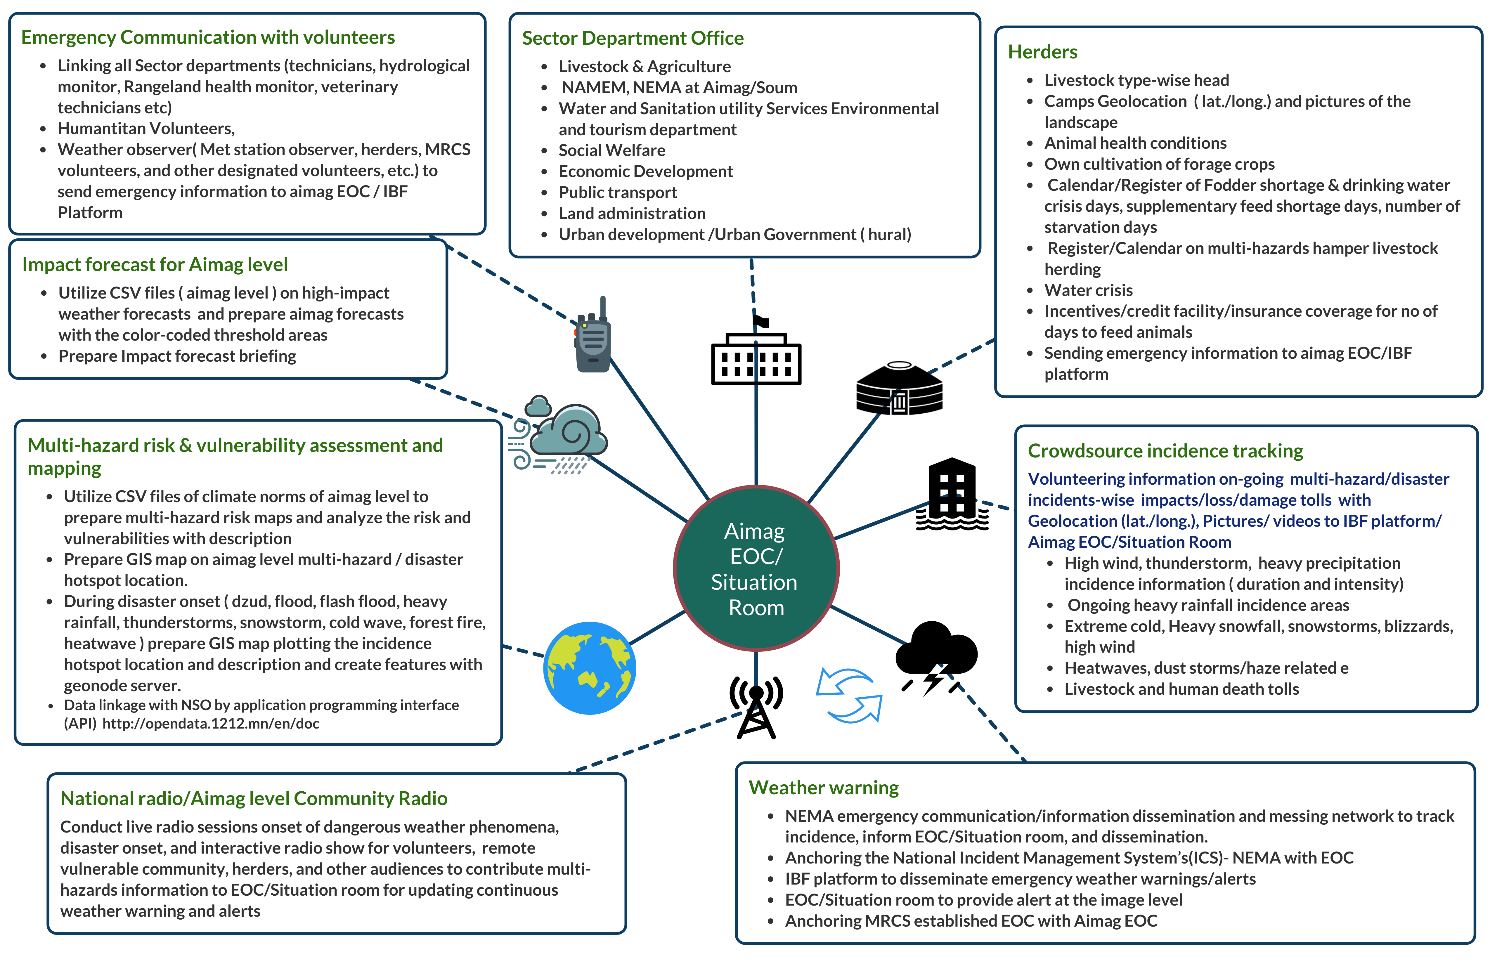 Emergency Communication with volunteers
• Linking all Sector departments (technicians, hydrological
monitor, Rangeland health monitor, veterinary
technicians etc)
• Humantitan Volunteers,
• Weather observer( Met station observer, herders, MRCS
volunteers, and other designated volunteers, etc.) to
send emergency information to aimag EOC / IBF
Platform
Sector Department Office
• Livestock & Agriculture
• NAMEM, NEMA at Aimag/Soum
• Water and Sanitation utility Services Environmental
and tourism department
• Social Welfare
• Economic Development
• Public transport
• Land administration
• Urban development /Urban Government ( hural)
Herders
• Livestock type-wise head
• Camps Geolocation ( lat./long.) and pictures of the
landscape
• Animal health conditions
• Own cultivation of forage crops
• Calendar/Register of Fodder shortage & drinking water
crisis days, supplementary feed shortage days, number of
starvation days
• Register/Calendar on multi-hazards hamper livestock
herding
• Water crisis
• Incentives/credit facility/insurance coverage for no of
days to feed animals
• Sending emergency information to aimag EOC/IBF
platform
Impact forecast for Aimag level
• Utilize CSV files ( aimag level ) on high-impact
weather forecasts and prepare aimag forecasts
with the color-coded threshold areas
• Prepare Impact forecast briefing
Multi-hazard risk & vulnerability assessment and
mapping
• Utilize CSV files of climate norms of aimag level to
prepare multi-hazard risk maps and analyze the risk and
vulnerabilities with description
• Prepare GIS map on aimag level multi-hazard / disaster
hotspot location.
• During disaster onset ( dzud, flood, flash flood, heavy
rainfall, thunderstorms, snowstorm, cold wave, forest fire,
heatwave ) prepare GIS map plotting the incidence
hotspot location and description and create features with
geonode server.
• Data linkage with NSO by application programming interface
(API) http://opendata.1212.mn/en/doc
Aimag
EOC/
Situation
Room
Crowdsource incidence tracking
Volunteering information on-going multi-hazard/disaster
incidents-wise impacts/loss/damage tolls with
Geolocation (lat./long.), Pictures/ videos to IBF platform/
Aimag EOC/Situation Room
• High wind, thunderstorm, heavy precipitation
incidence information ( duration and intensity)
• Ongoing heavy rainfall incidence areas
• Extreme cold, Heavy snowfall, snowstorms, blizzards,
high wind
• Heatwaves, dust storms/haze related e
• Livestock and human death tolls
National radio/Aimag level Community Radio
Conduct live radio sessions onset of dangerous weather phenomena,
disaster onset, and interactive radio show for volunteers, remote
vulnerable community, herders, and other audiences to contribute multi-
hazards information to EOC/Situation room for updating continuous
weather warning and alerts
Weather warning
• NEMA emergency communication/information dissemination and messing network to track
incidence, inform EOC/Situation room, and dissemination.
• Anchoring the National Incident Management System's(ICS)- NEMA with EOC
• IBF platform to disseminate emergency weather warnings/alerts
• EOC/Situation room to provide alert at the image level
• Anchoring MRCS established EOC with Aimag EOC